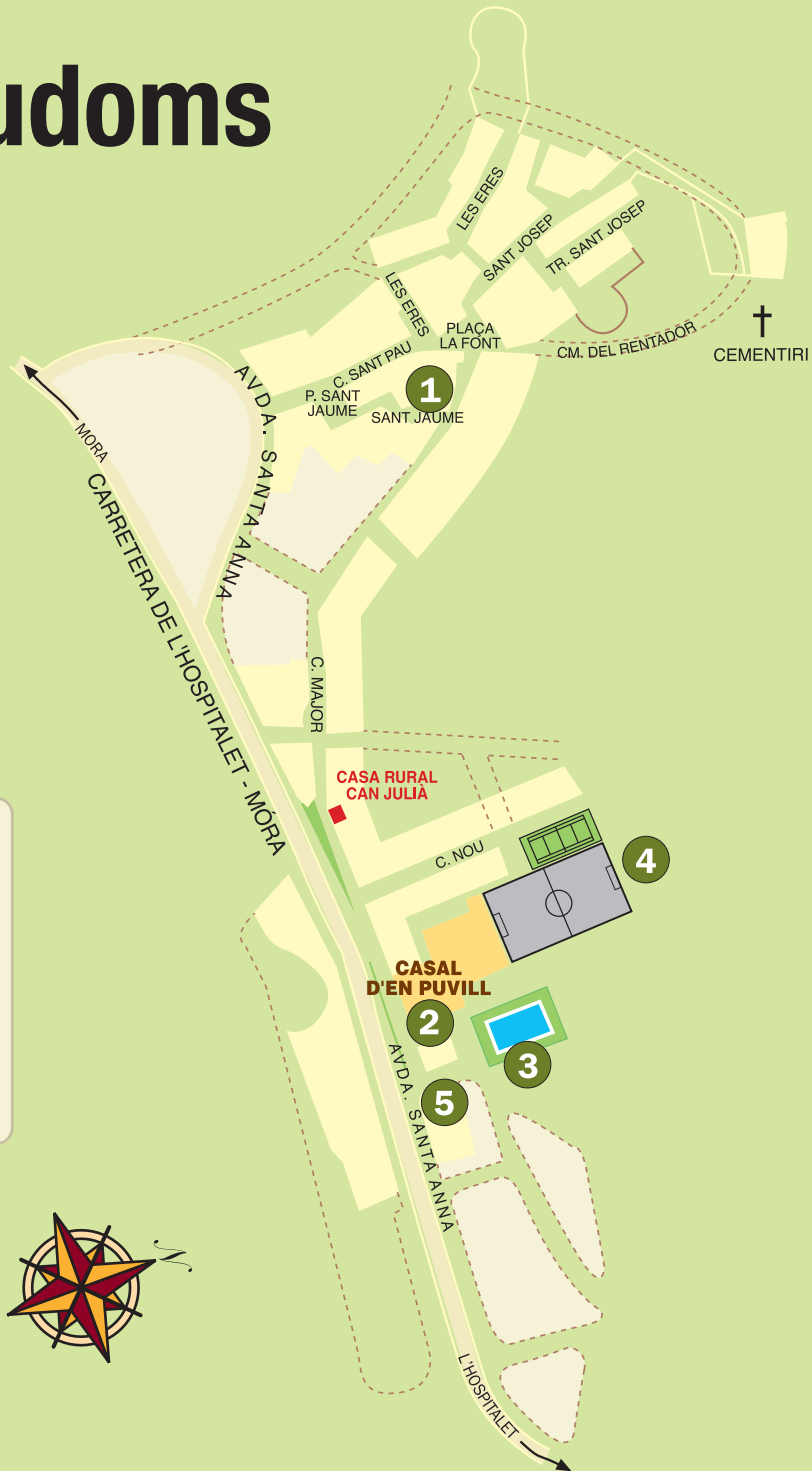 udoms
LES ERES
SANT JOSEP
TR. SANT JOSEP
LES ERES
PLAÇA
LA FONT
CM. DEL RENTADOR
CEMENTIRI
C. SANT PAU
P. SANT
JAUME
1
SANT JAUME
AVDA. SANTA ANNA
MORA
CARRETERA DE L'HOSPITALET - MÓRA
C. MAJOR
CASA RURAL
CAN JULIÀ
C. NOU
4
CASAL
D'EN PUVILL
2
3
5
AVDA. SANTA ANNA
N
L'HOSPITALET